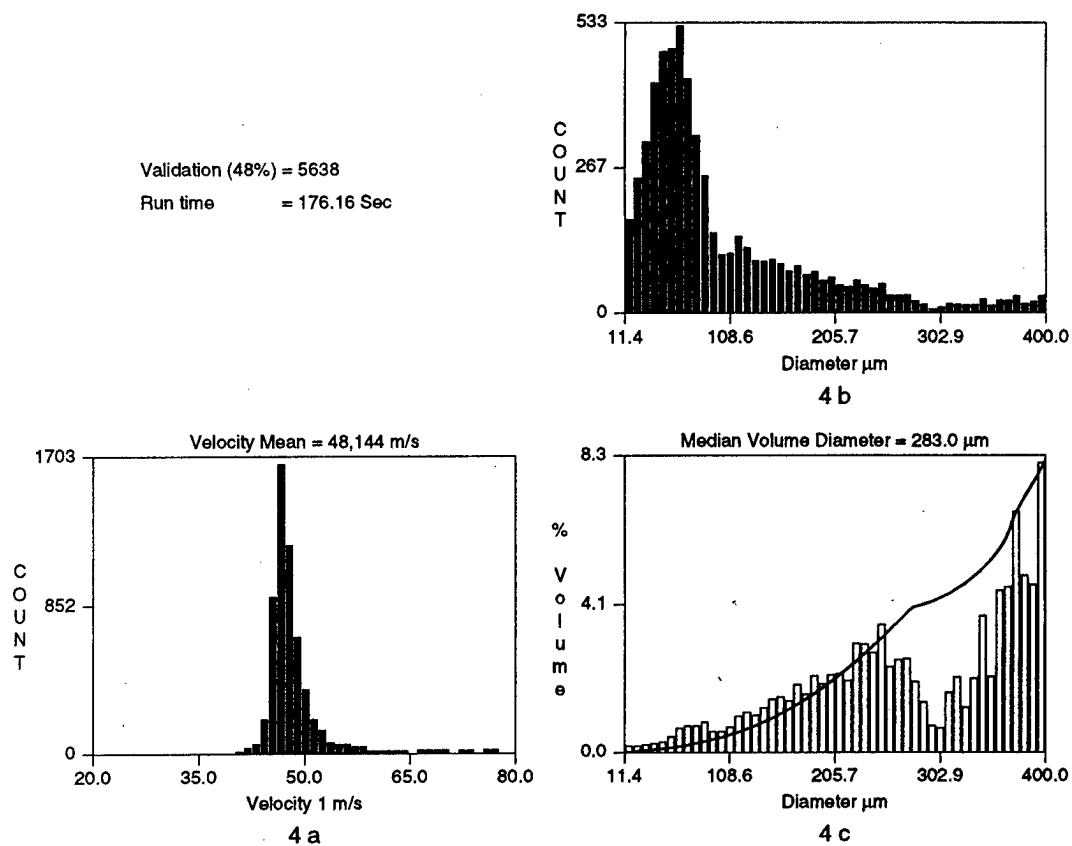 Validation (48%) = 5638
Run time = 176.16 Sec
533
267
0
COUNT
11.4 108.6 205.7 302.9 400.0
Diameter µm
4 b
Velocity Mean = 48,144 m/s
1703
852
0
COUNT
20.0 35.0 50.0 65.0 80.0
Velocity 1 m/s
4 a
Median Volume Diameter = 283.0 µm
8.3
4.1
0.0
% Volume
11.4 108.6 205.7 302.9 400.0
Diameter µm
4 c